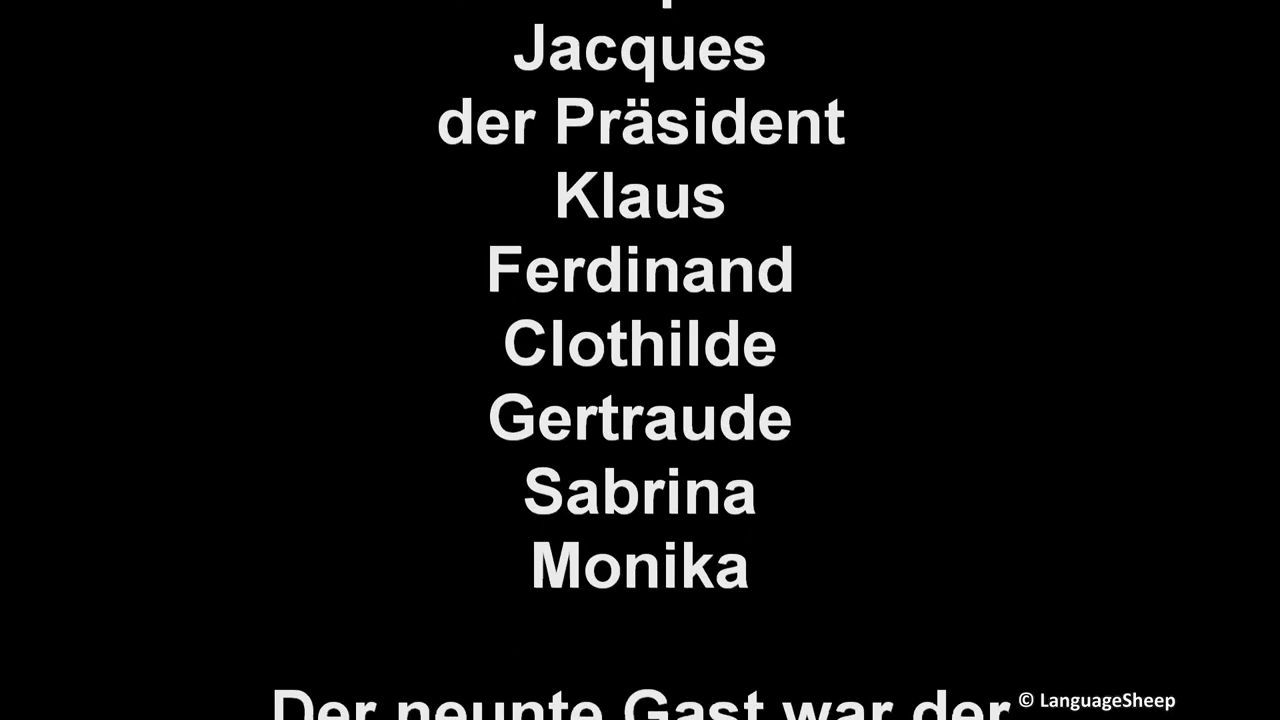 Jacques
der Präsident
Klaus
Ferdinand
Clothilde
Gertraude
Sabrina
Monika
Der neunte Gast war der
© LanguageSheep